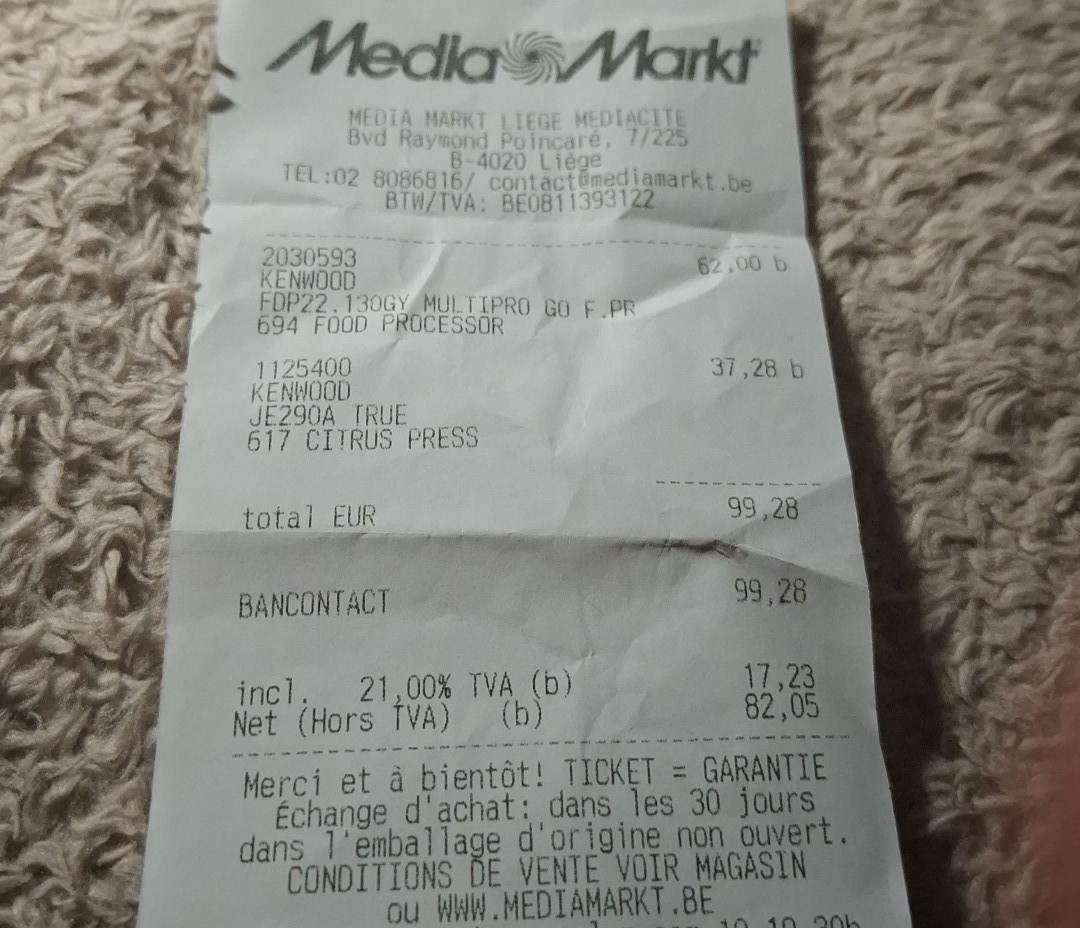 Media Markt
MEDIA MARKT LIEGE MEDIACITE
Bvd Raymond Poincaré, 7/225
B-4020 Liège
TEL:02 8086816/ contact@mediamarkt.be
BTW/TVA: BE0811393122
2030593 62,00 b
KENWOOD
FDP22.130GY MULTIPRO GO F.PR
694 FOOD PROCESSOR
1125400 37,28 b
KENWOOD
JE290A TRUE
617 CITRUS PRESS
total EUR 99,28
BANCONTACT 99,28
incl. 21,00% TVA (b) 17,23
Net (Hors TVA) (b) 82,05
Merci et à bientôt! TICKET = GARANTIE
Échange d'achat: dans les 30 jours
dans l'emballage d'origine non ouvert.
CONDITIONS DE VENTE VOIR MAGASIN
ou WWW.MEDIAMARKT.BE